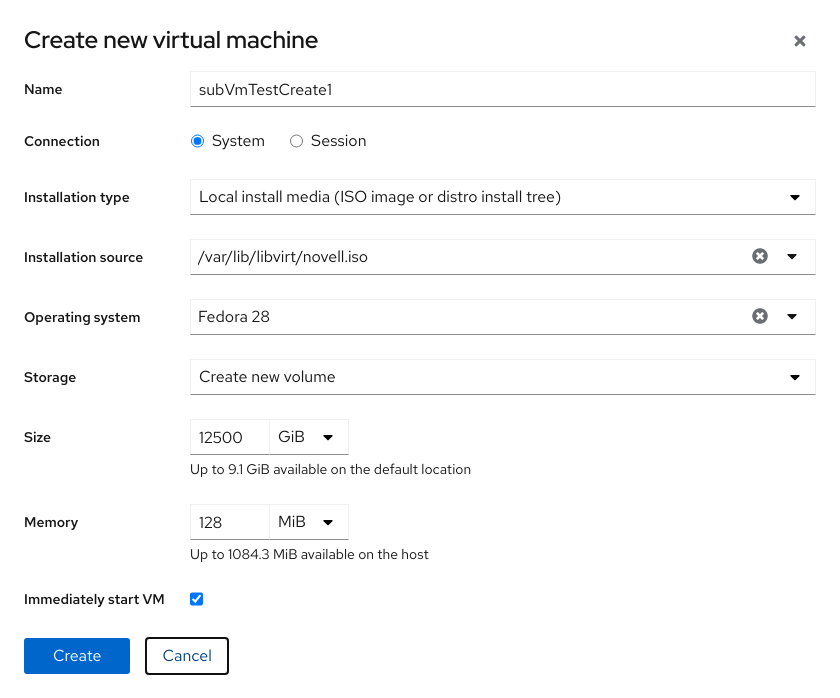 Create new virtual machine
Name
subVmTestCreate1
Connection
System
Session
Installation type
Local install media (ISO image or distro install tree)
Installation source
/var/lib/libvirt/novell.iso
Operating system
Fedora 28
Storage
Create new volume
Size
12500 GiB
Up to 9.1 GiB available on the default location
Memory
128 MiB
Up to 1084.3 MiB available on the host
Immediately start VM
Create
Cancel